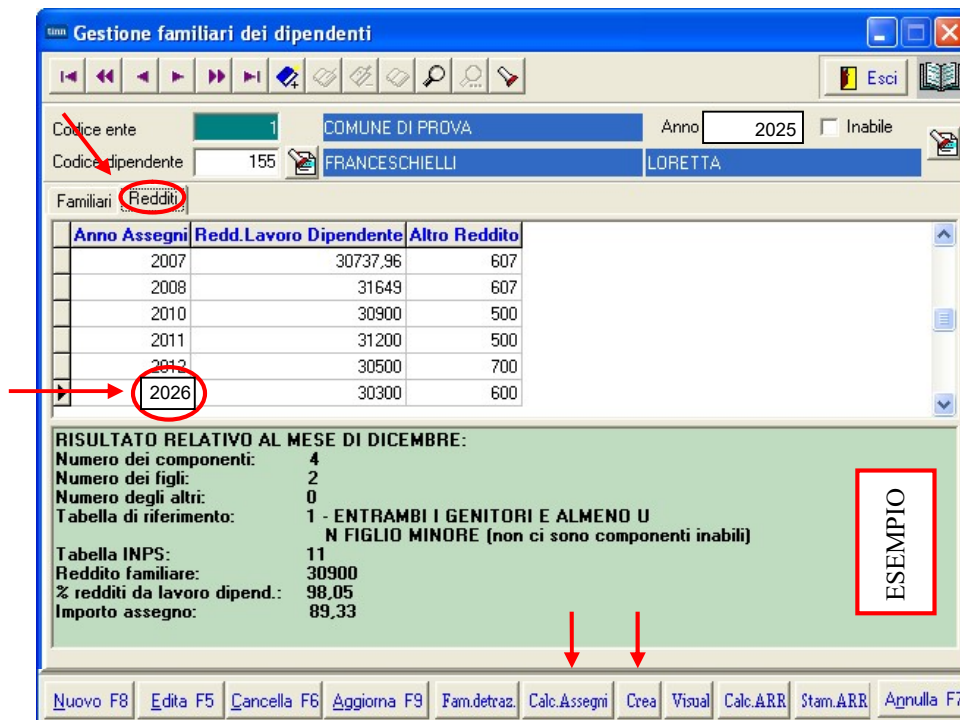 tinn Gestione familiari dei dipendenti
Esci
Codice ente 1 COMUNE DI PROVA Anno 2025 Inabile
Codice dipendente 155 FRANCESCHIELLI LORETTA
Familiari Redditi
Anno Assegni Redd.Lavoro Dipendente Altro Reddito
2007 30737,96 607
2008 31649 607
2010 30900 500
2011 31200 500
2012 30500 700
2026 30300 600
RISULTATO RELATIVO AL MESE DI DICEMBRE:
Numero dei componenti: 4
Numero dei figli: 2
Numero degli altri: 0
Tabella di riferimento: 1 - ENTRAMBI I GENITORI E ALMENO U
N FIGLIO MINORE (non ci sono componenti inabili)
Tabella INPS: 11
Reddito familiare: 30900
% redditi da lavoro dipend.: 98,05
Importo assegno: 89,33
ESEMPIO
Nuovo F8 Edita F5 Cancella F6 Aggiorna F9 Fam.detraz. Calc.Assegni Crea Visual Calc.ARR Stam.ARR Annulla F7